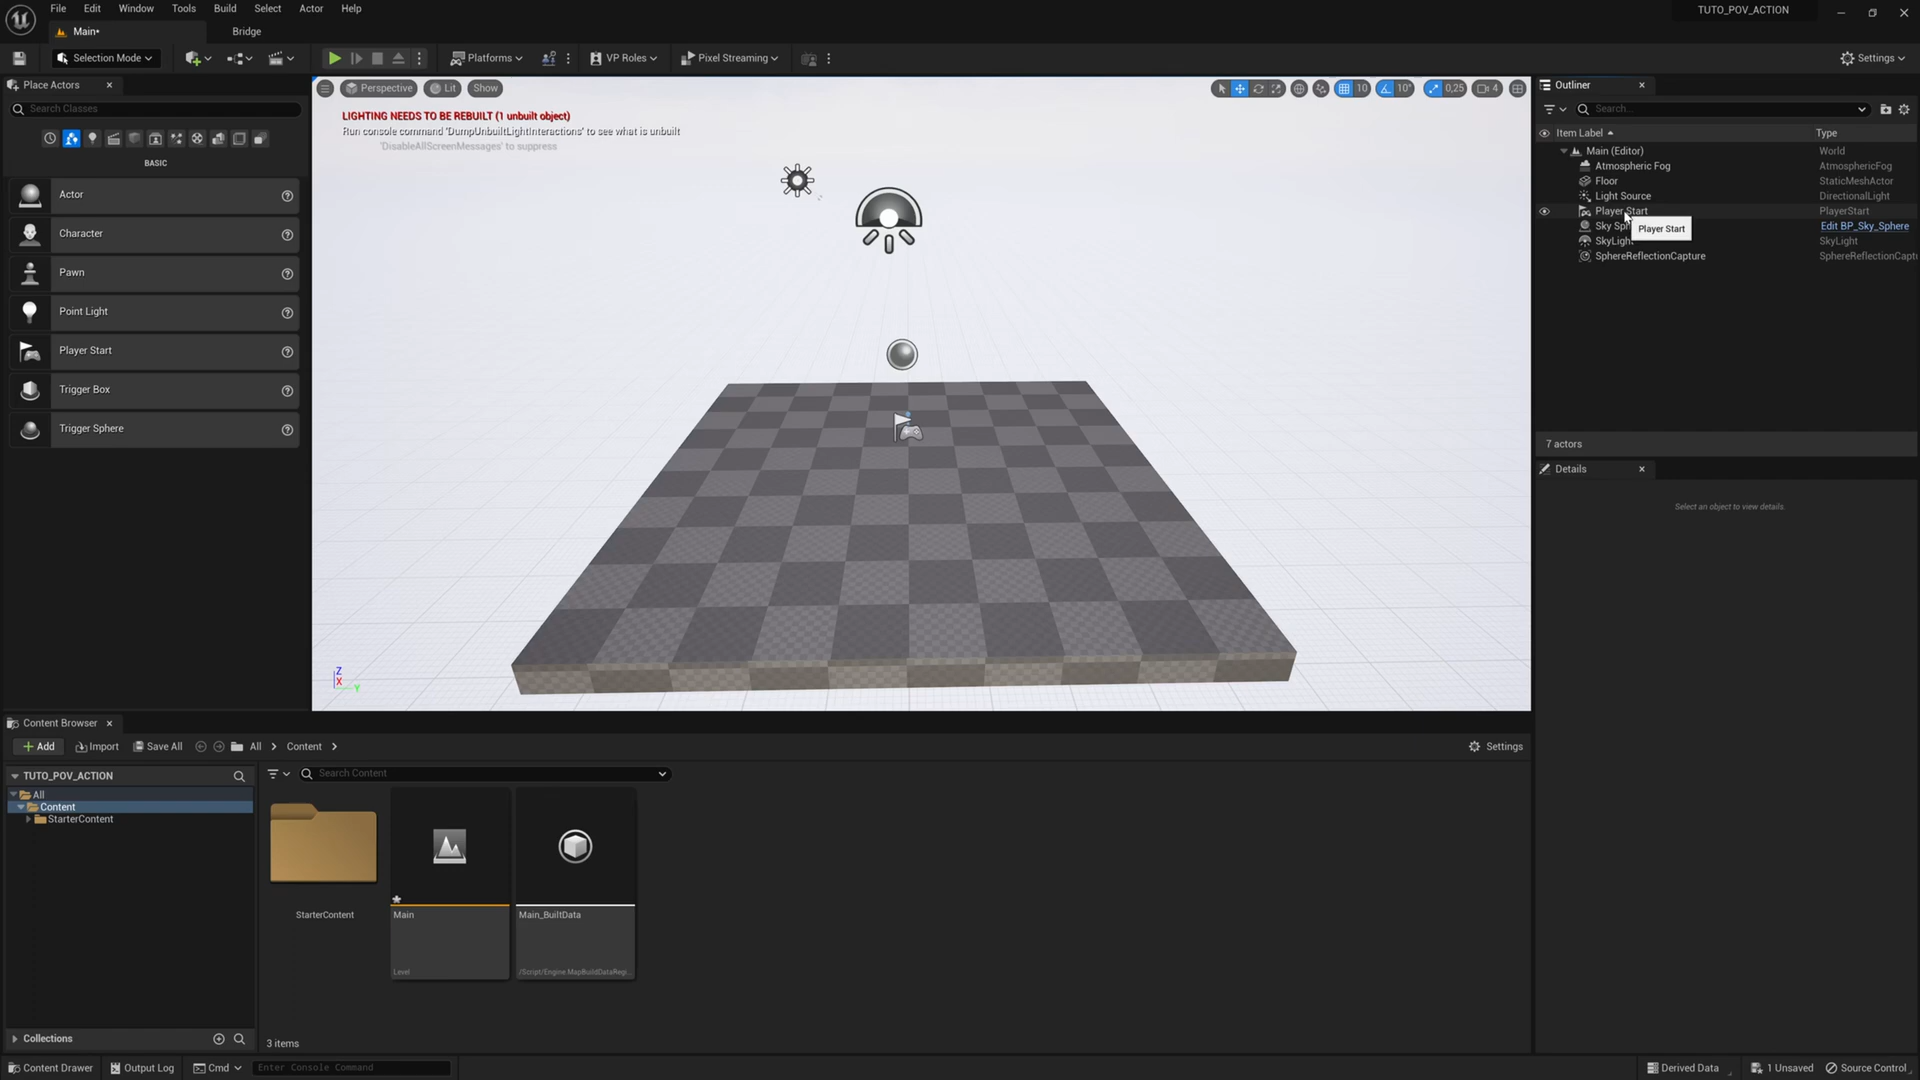 File Edit Window Tools Build Select Actor Help
TUTO_POV_ACTION
Main•
Bridge
Selection Mode
Platforms
VP Roles
Pixel Streaming
Settings
Place Actors
Search Classes
BASIC
Actor
Character
Pawn
Point Light
Player Start
Trigger Box
Trigger Sphere
Perspective
Lit
Show
10
10°
0,25
4
LIGHTING NEEDS TO BE REBUILT (1 unbuilt object)
Run console command 'DumpUnbuiltLightInteractions' to see what is unbuilt
'DisableAllScreenMessages' to suppress
Z
X
Y
Outliner
Search...
Item Label
Type
Main (Editor) World
Atmospheric Fog AtmosphericFog
Floor StaticMeshActor
Light Source DirectionalLight
Player Start PlayerStart
Sky Sp Edit BP_Sky_Sphere
Player Start
SkyLight SkyLight
SphereReflectionCapture SphereReflectionCaptu
7 actors
Details
Select an object to view details.
Content Browser
Add
Import
Save All
All
Content
Settings
TUTO_POV_ACTION
Search Content
All
Content
StarterContent
StarterContent
Main
Level
Main_BuiltData
/Script/Engine.MapBuildDataRegi...
Collections
3 items
Content Drawer
Output Log
Cmd
Enter Console Command
Derived Data
1 Unsaved
Source Control